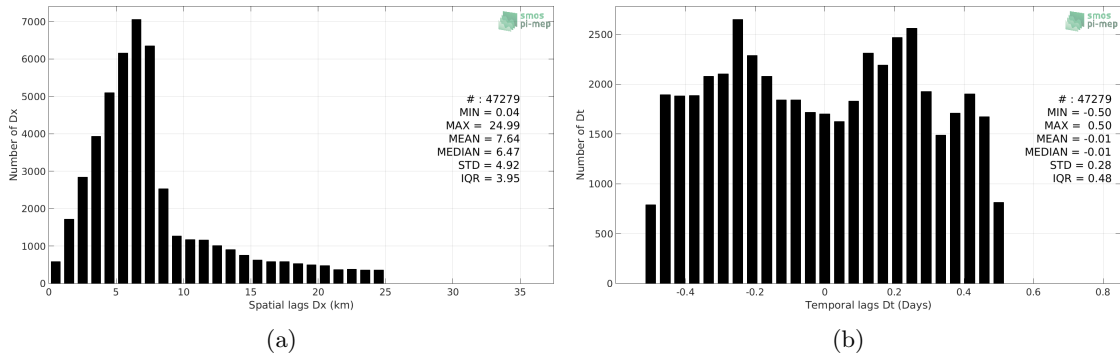 7000
6000
5000
4000
3000
2000
1000
0
Number of Dx
smos
pi-mep
# : 47279
MIN = 0.04
MAX = 24.99
MEAN = 7.64
MEDIAN = 6.47
STD = 4.92
IQR = 3.95
0 5 10 15 20 25 30 35
Spatial lags Dx (km)
(a)
2500
2000
1500
1000
500
0
Number of Dt
smos
pi-mep
# : 47279
MIN = -0.50
MAX = 0.50
MEAN = -0.01
MEDIAN = -0.01
STD = 0.28
IQR = 0.48
-0.4 -0.2 0 0.2 0.4 0.6 0.8
Temporal lags Dt (Days)
(b)